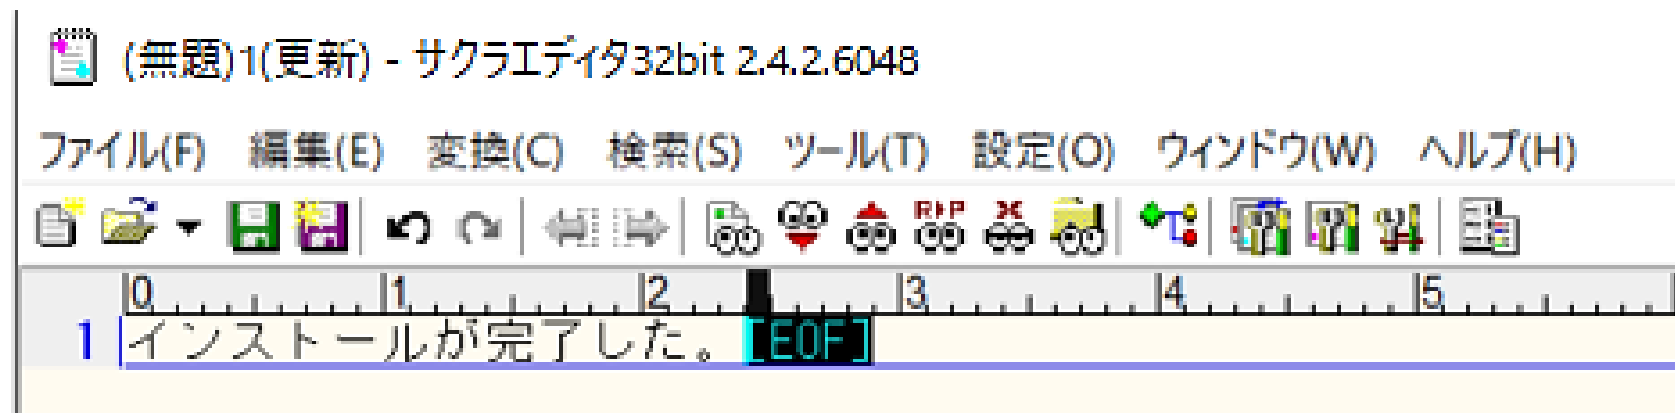 (無題)1(更新) - サクラエディタ32bit 2.4.2.6048
ファイル(F) 編集(E) 変換(C) 検索(S) ツール(T) 設定(O) ウィンドウ(W) ヘルプ(H)
R▸P
0 1 2 3 4 5
1 インストールが完了した。[EOF]